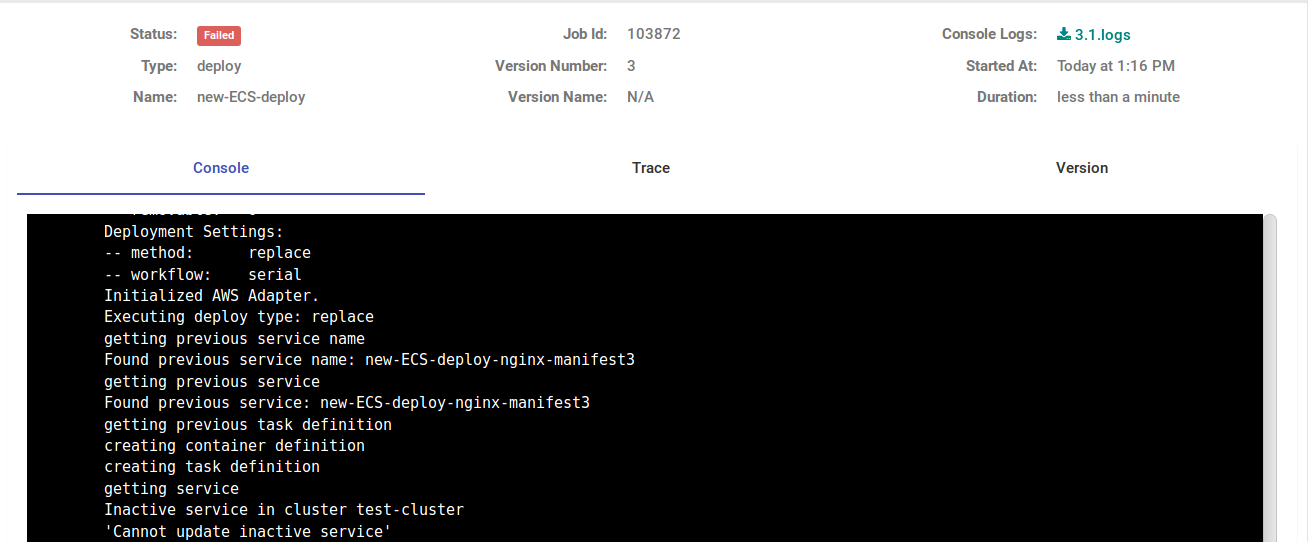 Status: Failed Job Id: 103872 Console Logs: 3.1.logs
Type: deploy Version Number: 3 Started At: Today at 1:16 PM
Name: new-ECS-deploy Version Name: N/A Duration: less than a minute
Console Trace Version
Deployment Settings:
-- method:      replace
-- workflow:    serial
Initialized AWS Adapter.
Executing deploy type: replace
getting previous service name
Found previous service name: new-ECS-deploy-nginx-manifest3
getting previous service
Found previous service: new-ECS-deploy-nginx-manifest3
getting previous task definition
creating container definition
creating task definition
getting service
Inactive service in cluster test-cluster
'Cannot update inactive service'